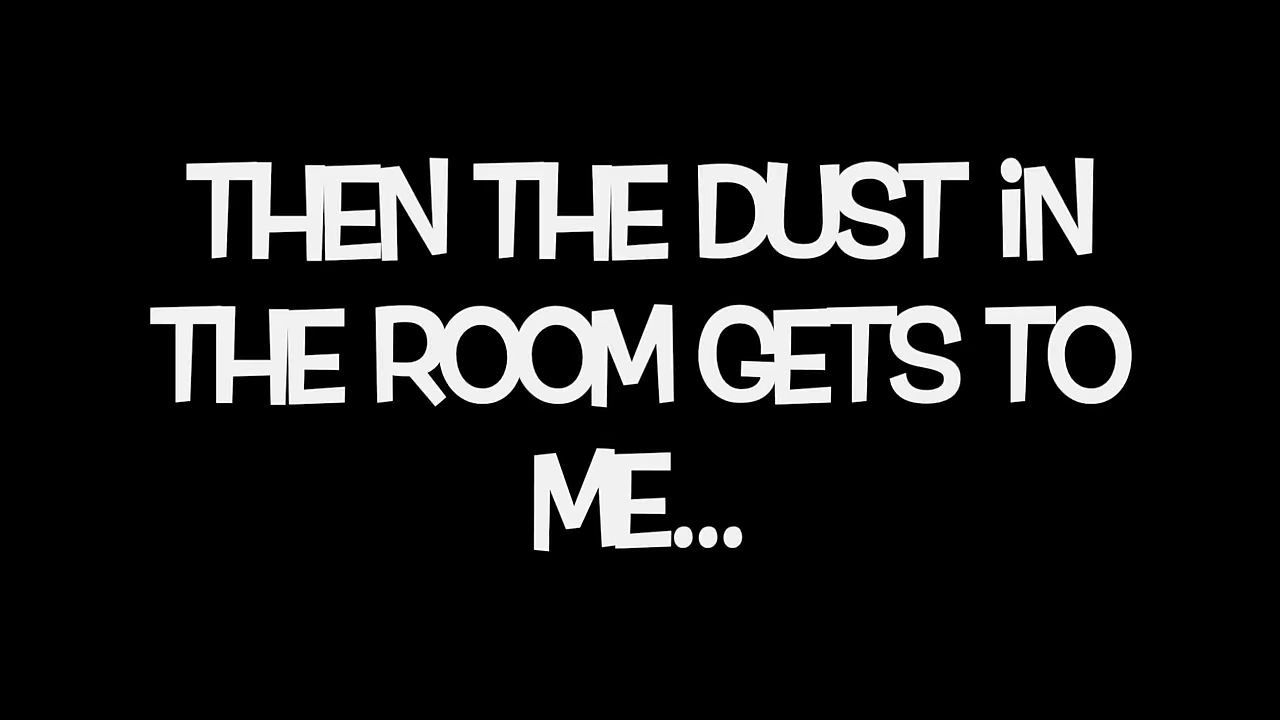 THEN THE DUST iN
THE ROOM GETS TO
ME...